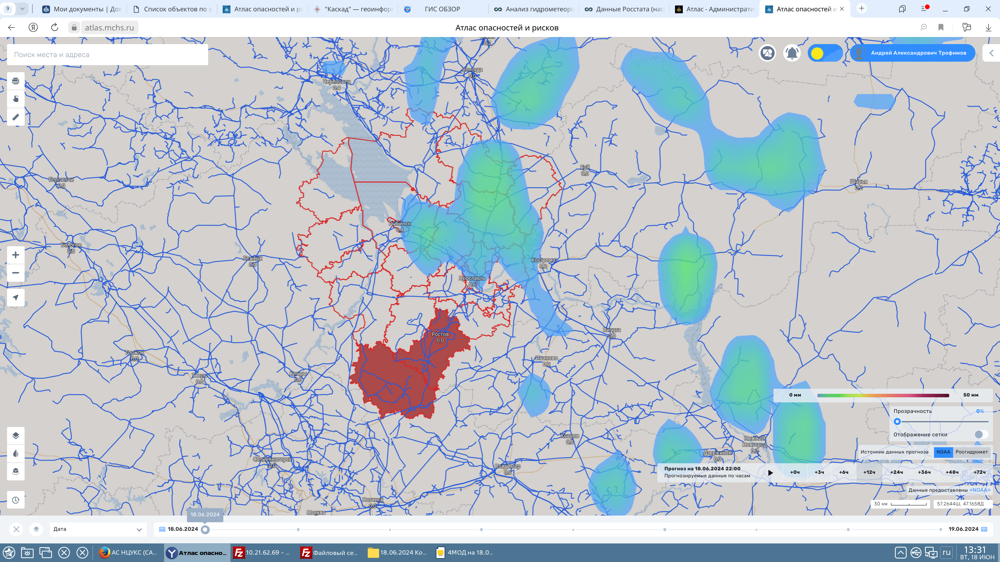 9
Мои документы | Док
Список объектов по з
Атлас опасностей и ри
"Каскад" — геоинформ
ГИС ОБЗОР
Анализ гидрометеоро
Данные Росстата (нас
Атлас - Администрати
Атлас опасностей и
atlas.mchs.ru
Атлас опасностей и рисков
Поиск места и адреса
Андрей Александрович Трофимов
Сокол
0.2
Вологда
0.0
Череповец
0.4
Буй
0.0
Боровичи
0.0
Шарья
0.2
Рыбинск
0.4
Бологое
0.0
Бежецк
0.0
Кострома
0.2
Ярославль
0.6
Ростов
0.0
Вичуга
0.0
Торжок
0.0
Иваново
0.2
Тверь
0.0
Кимры
0.0
Ковров
0.0
Нижний
Новгород
0.2
Дзержинск
0.0
Солнечногорск
0.0
Владимир
0.0
Чебоксары
Ногинск
0.0
Москва
0 мм
50 мм
Прозрачность
0%
Отображение сетки
Источник данных прогноза
NOAA
Росгидромет
Прогноз на 18.06.2024 22:00
Прогнозируемые данные по часам
+0ч
+3ч
+6ч
+12ч
+24ч
+36ч
+48ч
+72ч
Данные предоставлены «NOAA»
30 км
57.2644Ш, 47.1658Д
18.06.2024
Дата
18.06.2024
19.06.2024
АС НЦУКС (СА...
Атлас опасно...
10.21.62.69 - ...
Файловый се...
18.06.2024 Ко...
4МОД на 18.0...
ru
13:31
ВТ, 18 ИЮН